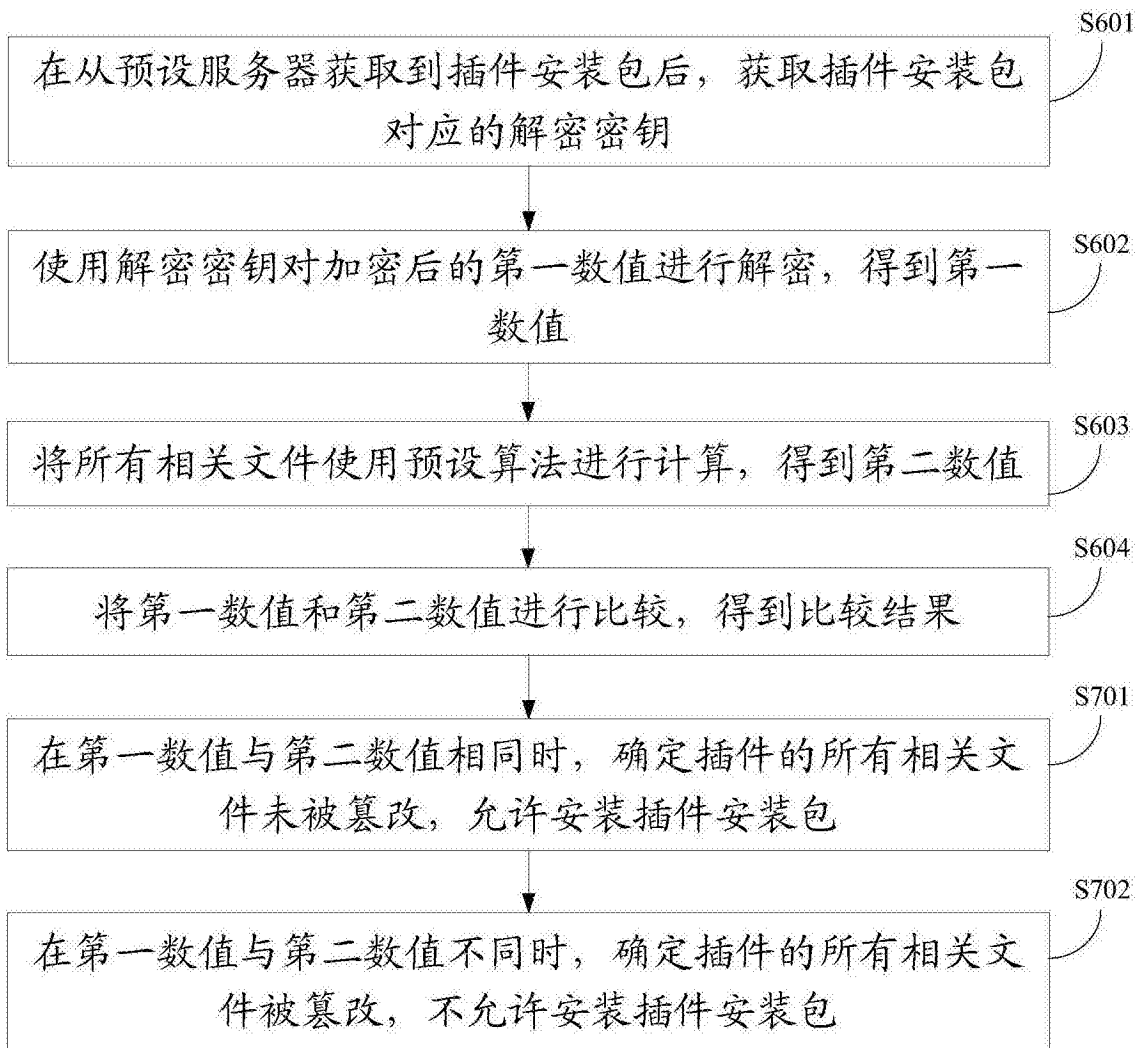 S601
在从预设服务器获取到插件安装包后，获取插件安装包
对应的解密密钥
S602
使用解密密钥对加密后的第一数值进行解密，得到第一
数值
S603
将所有相关文件使用预设算法进行计算，得到第二数值
S604
将第一数值和第二数值进行比较，得到比较结果
S701
在第一数值与第二数值相同时，确定插件的所有相关文
件未被篡改，允许安装插件安装包
S702
在第一数值与第二数值不同时，确定插件的所有相关文
件被篡改，不允许安装插件安装包